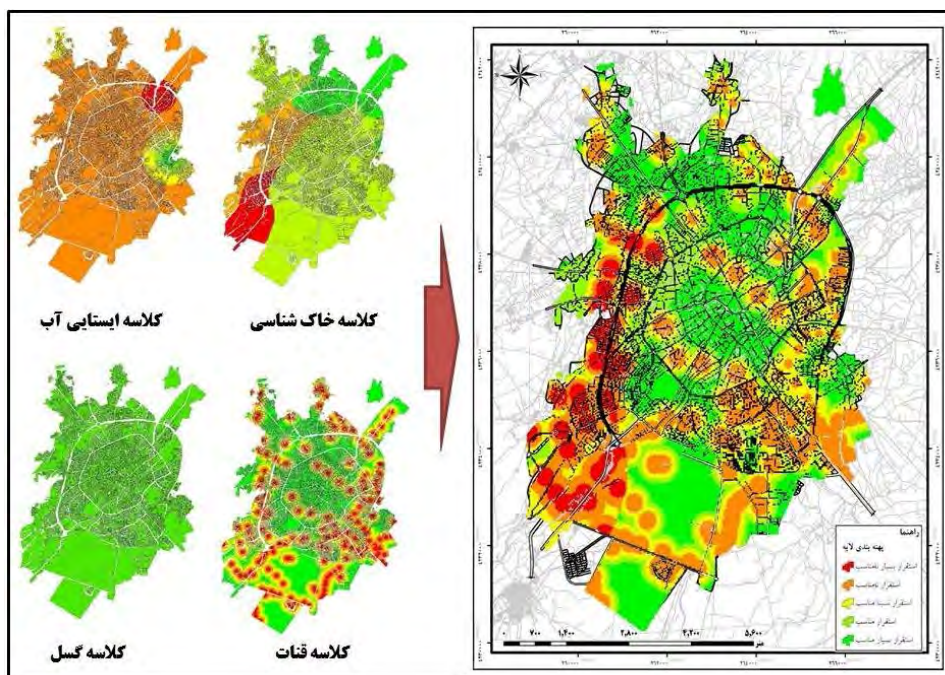 کلاسه ایستایی آب
کلاسه خاک شناسی
کلاسه گسل
کلاسه قنات
راهنما
پهنه بندی لایه
استقرار بسیار نامناسب
استقرار نامناسب
استقرار نسبتا مناسب
استقرار مناسب
استقرار بسیار مناسب
۰ ۷۰۰ ۱,۴۰۰ ۲,۸۰۰ ۴,۲۰۰ ۵,۶۰۰
متر